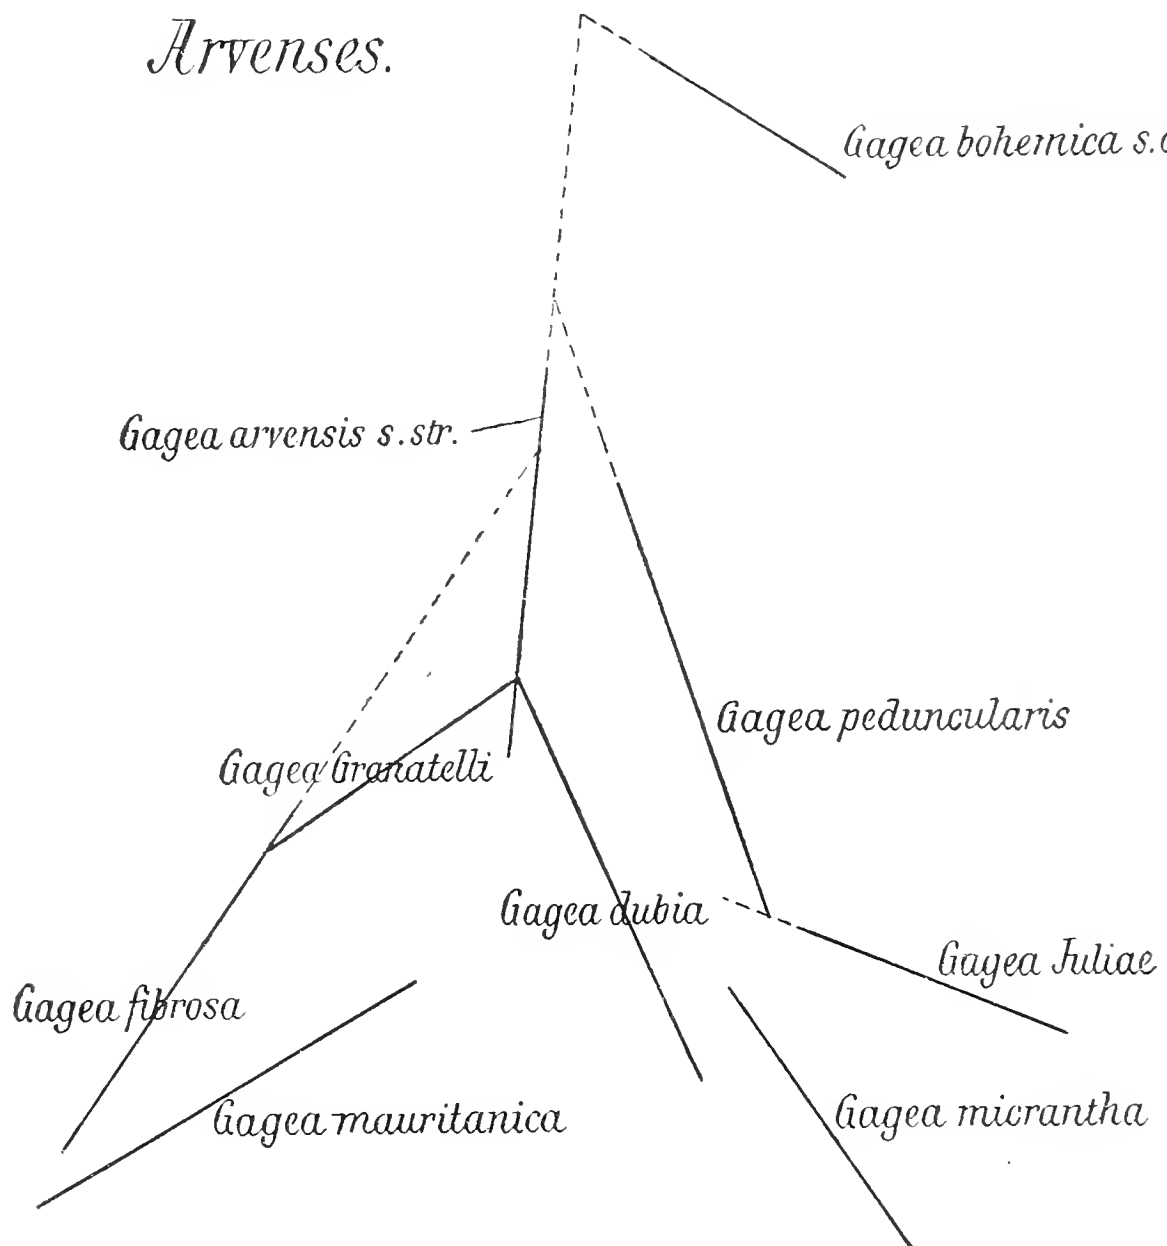 Arvenses.
Gagea bohemica s.
Gagea arvensis s.str.
Gagea peduncularis
Gagea Granatelli
Gagea dubia
Gagea Juliae
Gagea fibrosa
Gagea mauritanica
Gagea micrantha